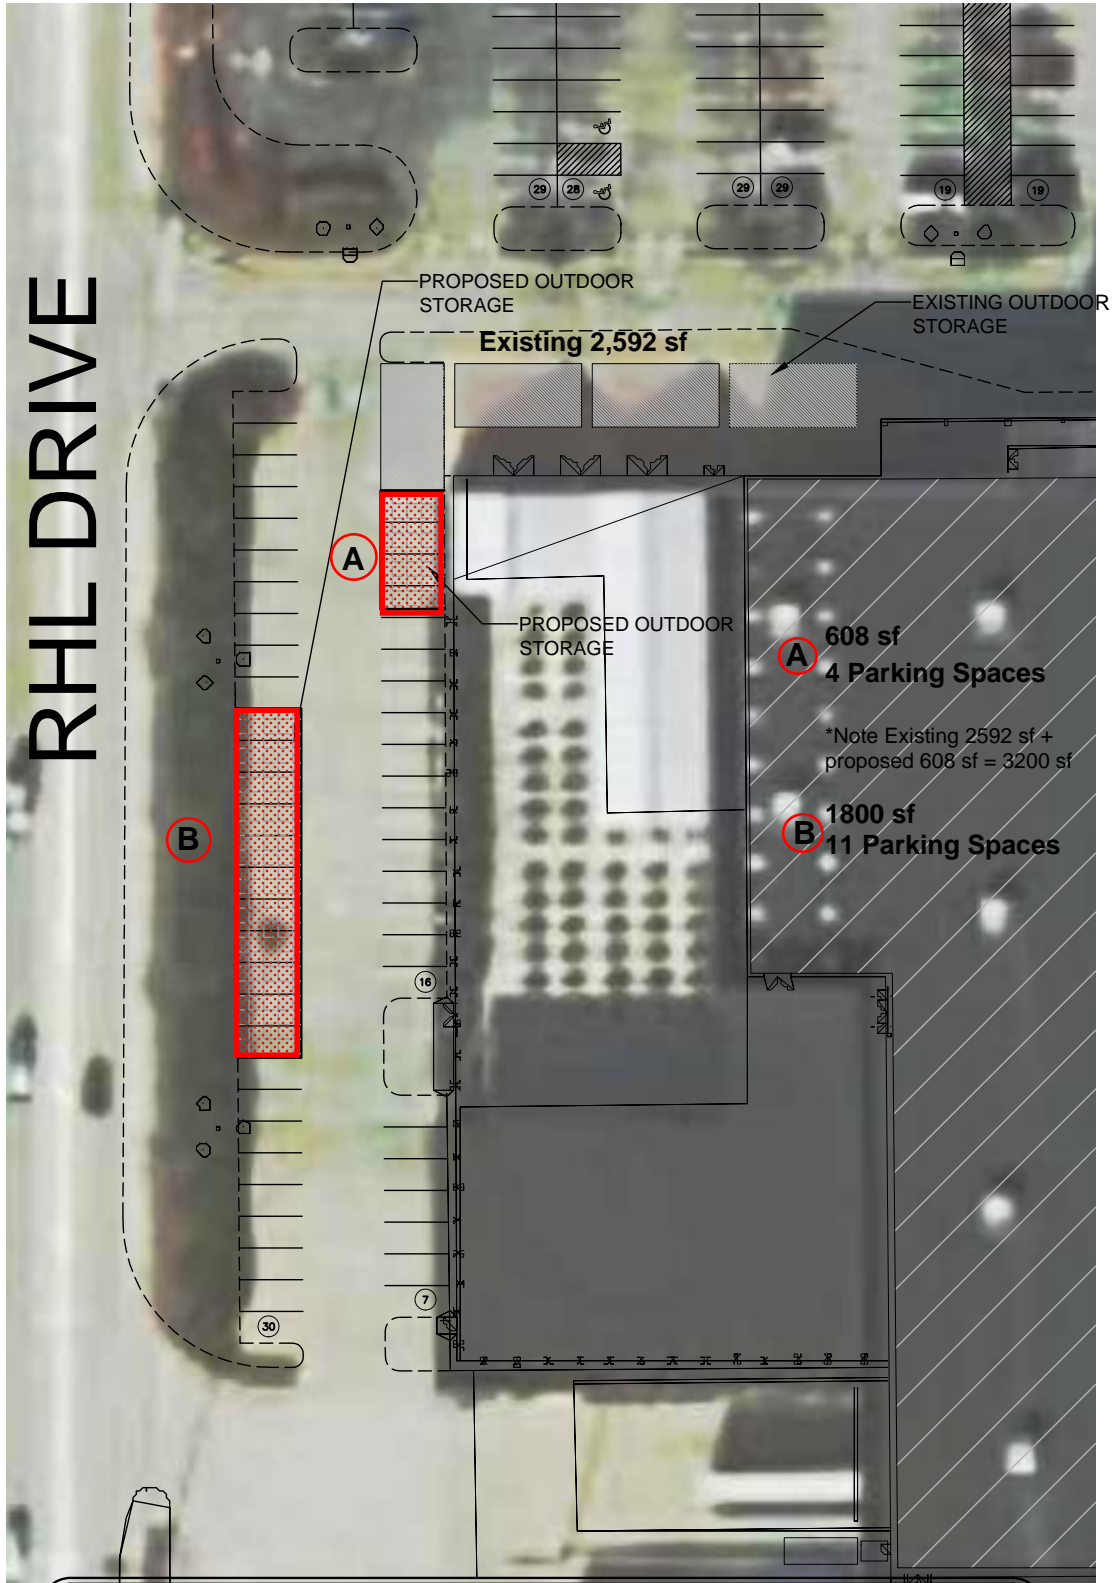 29
28
29
29
19
19
PROPOSED OUTDOOR
STORAGE
EXISTING OUTDOOR
STORAGE
Existing 2,592 sf
RHL DRIVE
A
PROPOSED OUTDOOR
STORAGE
A
608 sf
4 Parking Spaces
*Note Existing 2592 sf +
proposed 608 sf = 3200 sf
B
B
1800 sf
11 Parking Spaces
16
7
30